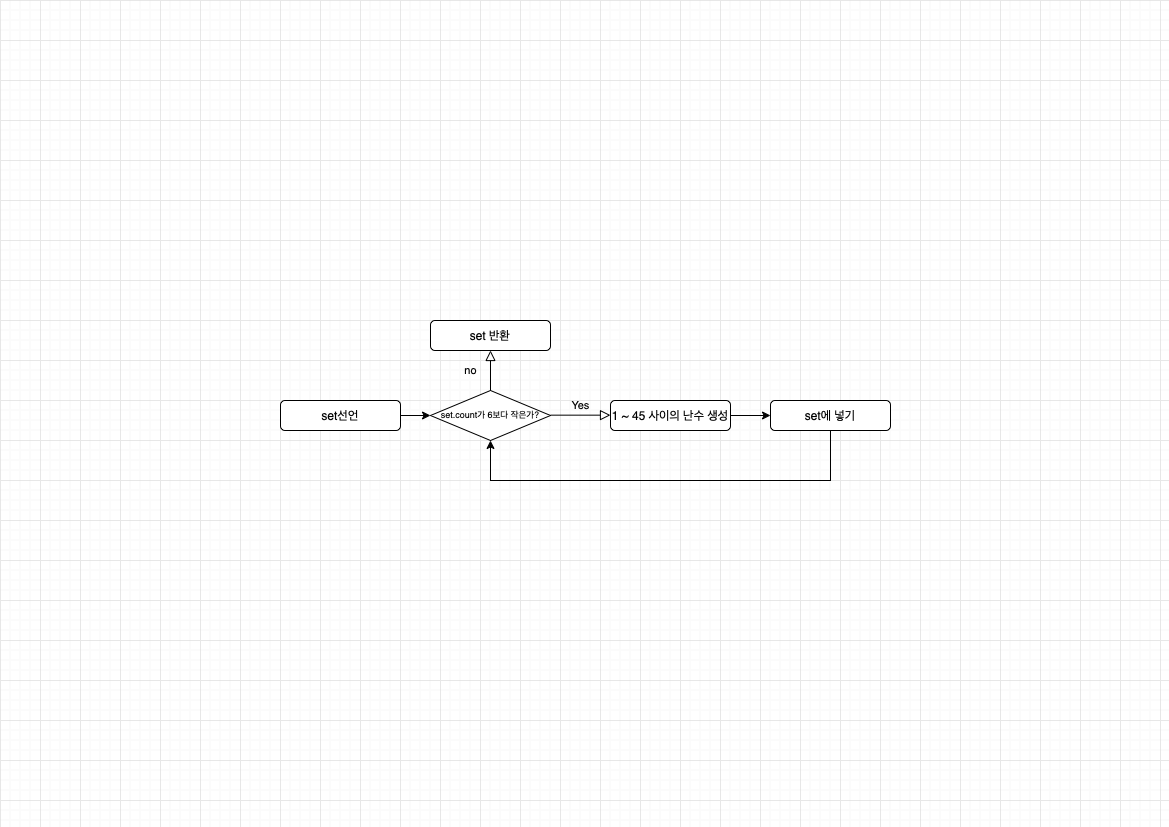 set 반환
no
set선언
set.count가 6보다 작은가?
Yes
1 ~ 45 사이의 난수 생성
set에 넣기